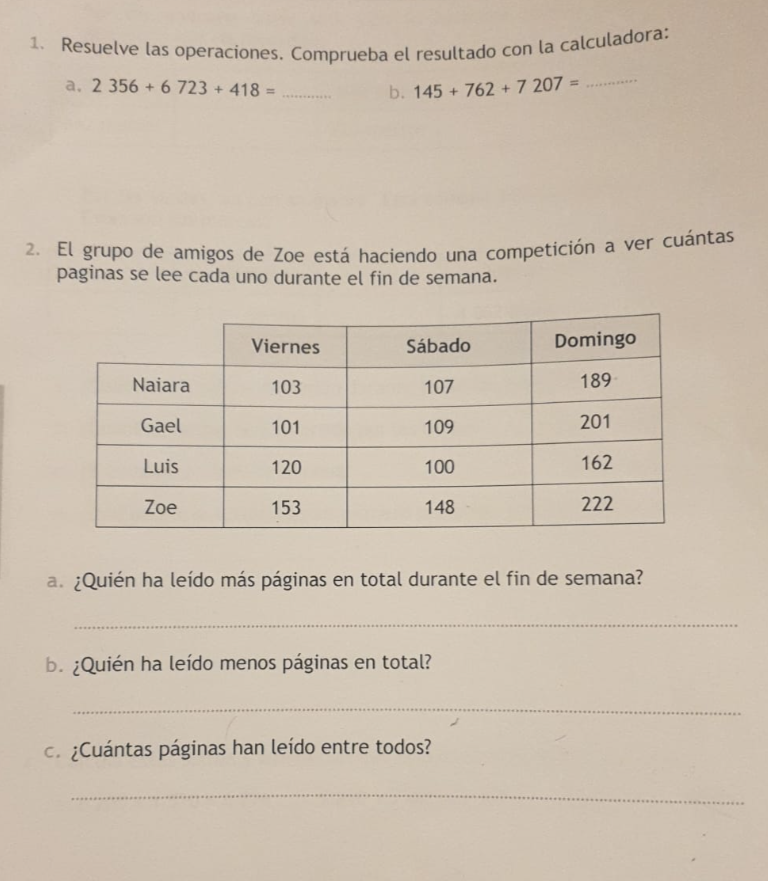 1. Resuelve las operaciones. Comprueba el resultado con la calculadora:
a. 2 356 + 6 723 + 418 = ............ b. 145 + 762 + 7 207 = ............
2. El grupo de amigos de Zoe está haciendo una competición a ver cuántas
paginas se lee cada uno durante el fin de semana.
Viernes Sábado Domingo
Naiara 103 107 189
Gael 101 109 201
Luis 120 100 162
Zoe 153 148 222
a. ¿Quién ha leído más páginas en total durante el fin de semana?
b. ¿Quién ha leído menos páginas en total?
c. ¿Cuántas páginas han leído entre todos?